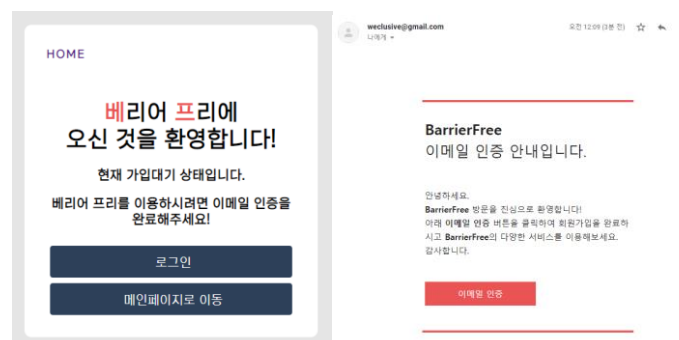 HOME
베리어 프리에
오신 것을 환영합니다!
현재 가입대기 상태입니다.
베리어 프리를 이용하시려면 이메일 인증을
완료해주세요!
로그인
메인페이지로 이동
weclusive@gmail.com
오전 12:09 (3분 전)
나에게
BarrierFree
이메일 인증 안내입니다.
안녕하세요.
BarrierFree 방문을 진심으로 환영합니다!
아래 이메일 인증 버튼을 클릭하여 회원가입을 완료하
시고 BarrierFree의 다양한 서비스를 이용해보세요.
감사합니다.
이메일 인증